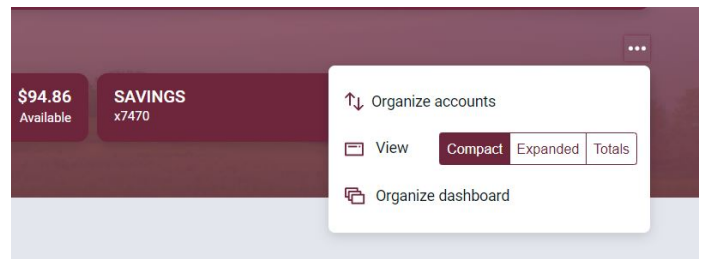 $94.86
Available
SAVINGS
x7470
Organize accounts
View Compact Expanded Totals
Organize dashboard